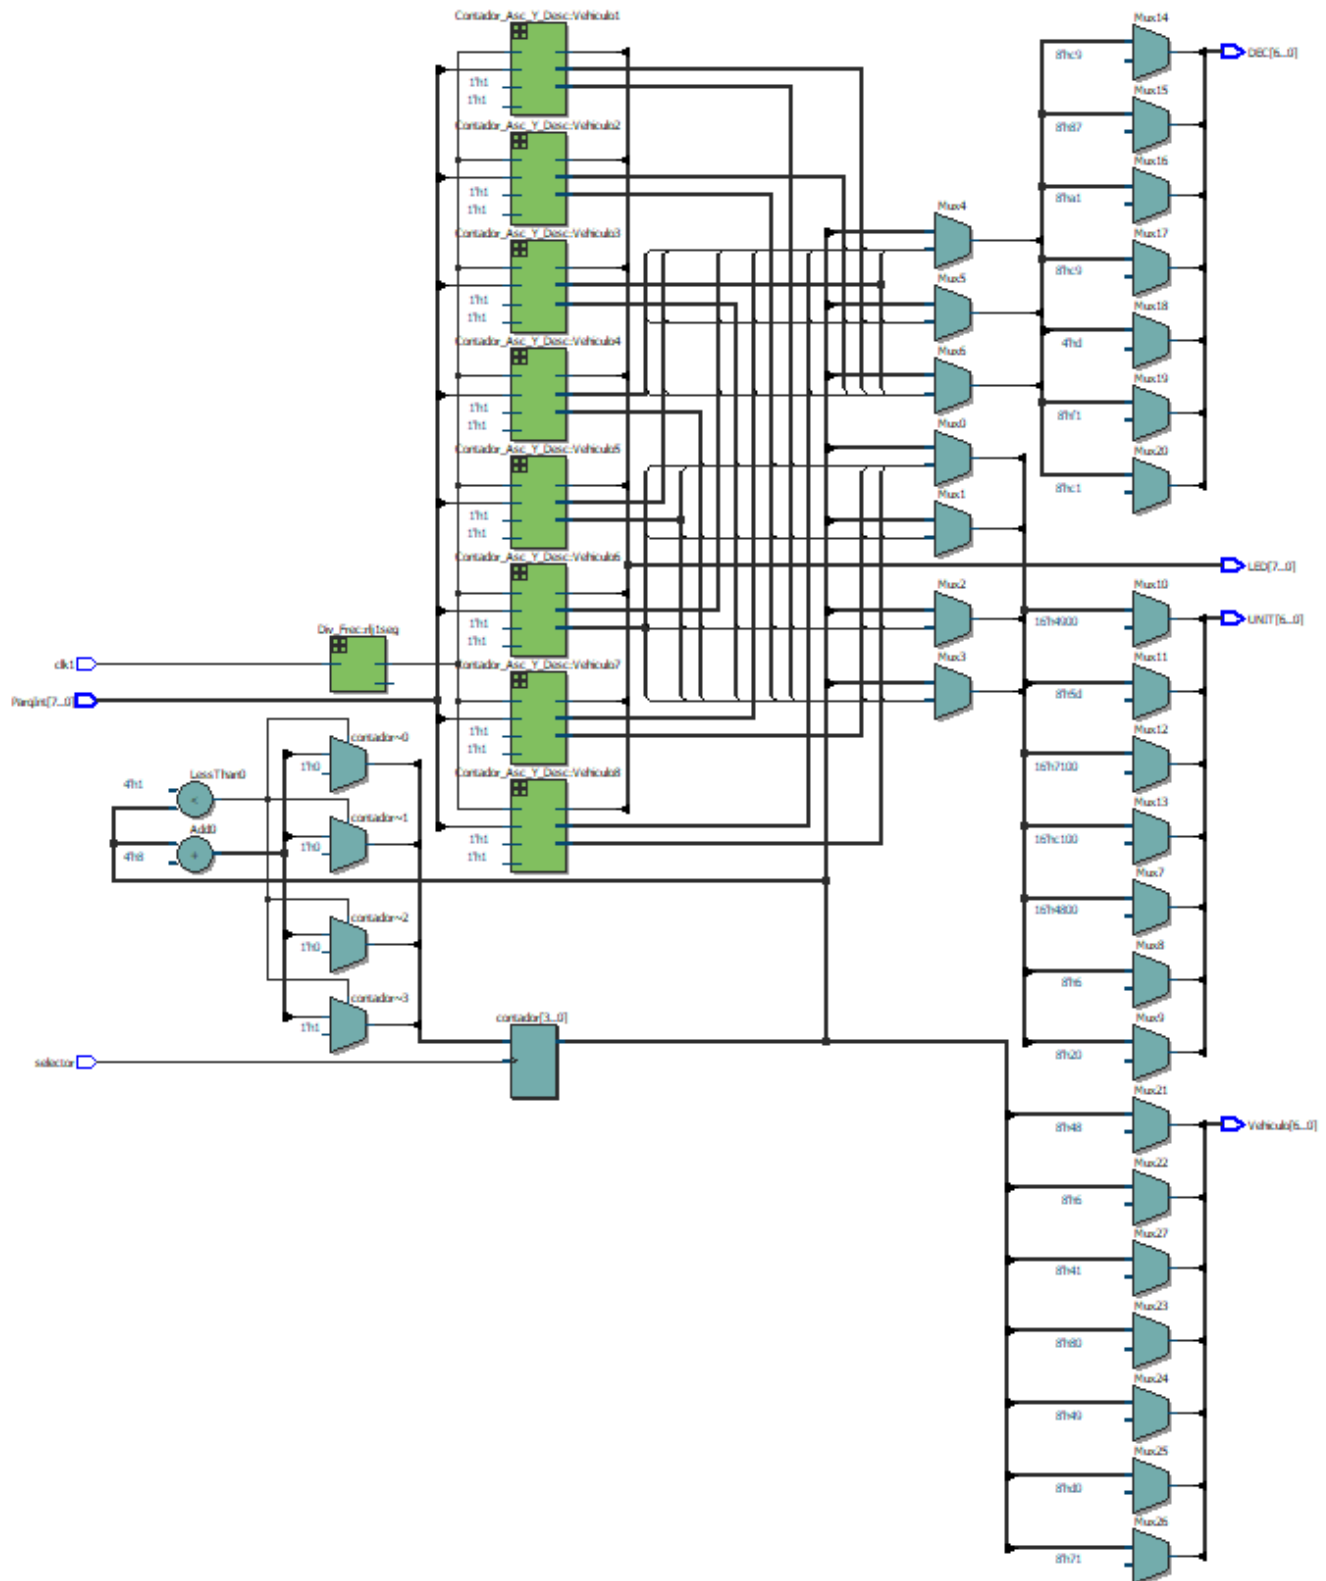 Contador_Asc_Y_Desc:Vehiculo1
1'h1
1'h1
Contador_Asc_Y_Desc:Vehiculo2
1'h1
1'h1
Contador_Asc_Y_Desc:Vehiculo3
1'h1
1'h1
Contador_Asc_Y_Desc:Vehiculo4
1'h1
1'h1
Contador_Asc_Y_Desc:Vehiculo5
1'h1
1'h1
Contador_Asc_Y_Desc:Vehiculo6
1'h1
1'h1
Contador_Asc_Y_Desc:Vehiculo7
1'h1
1'h1
Contador_Asc_Y_Desc:Vehiculo8
1'h1
1'h1
Div_Frec:rlj1seg
clk1
ParqInt[7..0]
contador~0
1'h0
LessThan0
4'h1
<
contador~1
1'h0
Add0
4'h8
+
contador~2
1'h0
contador~3
1'h1
contador[3..0]
selector
Mux4
Mux5
Mux6
Mux0
Mux1
Mux2
Mux3
Mux14
8'hc9
DEC[6..0]
Mux15
8'h87
Mux16
8'ha1
Mux17
8'hc9
Mux18
4'hd
Mux19
8'hf1
Mux20
8'hc1
LED[7..0]
Mux10
16'h4900
UNIT[6..0]
Mux11
8'h5d
Mux12
16'h7100
Mux13
16'hc100
Mux7
16'h4800
Mux8
8'h6
Mux9
8'h20
Mux21
8'h48
Vehiculo[6..0]
Mux22
8'h6
Mux27
8'h41
Mux23
8'h80
Mux24
8'h49
Mux25
8'hd0
Mux26
8'h71